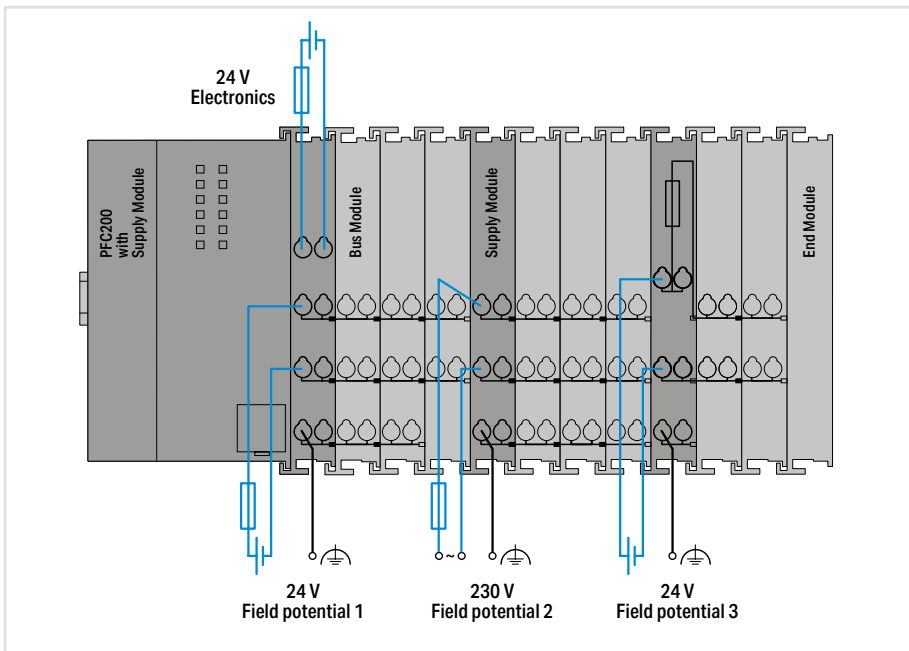 24 V
Electronics
PFC200
with
Supply Module
Bus Module
Supply Module
End Module
~
24 V
Field potential 1
230 V
Field potential 2
24 V
Field potential 3